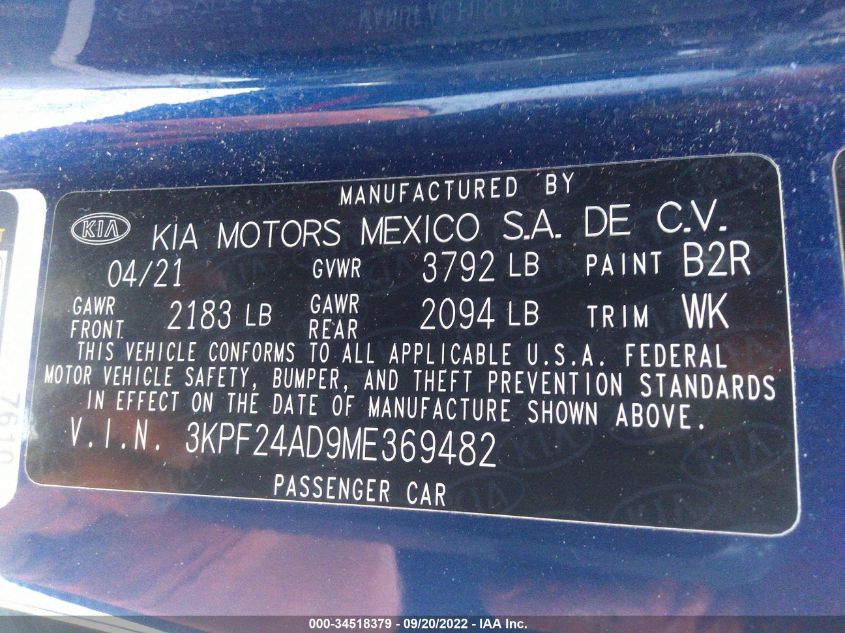 MANUFACTURED BY
KIA KIA MOTORS MEXICO S.A. DE C.V.
04/21 GVWR 3792 LB PAINT B2R
GAWR FRONT 2183 LB GAWR REAR 2094 LB TRIM WK
THIS VEHICLE CONFORMS TO ALL APPLICABLE U.S.A. FEDERAL
MOTOR VEHICLE SAFETY, BUMPER, AND THEFT PREVENTION STANDARDS
IN EFFECT ON THE DATE OF MANUFACTURE SHOWN ABOVE.
V.I.N. 3KPF24AD9ME369482
PASSENGER CAR
7610
000-34518379 - 09/20/2022 - IAA Inc.